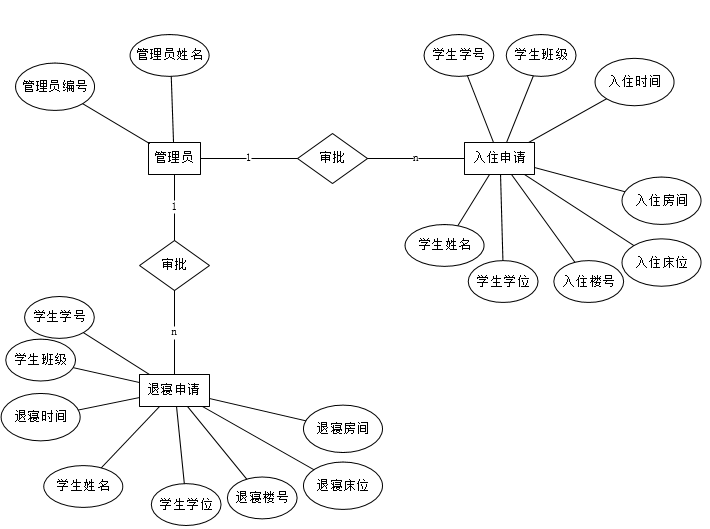 管理员姓名
学生学号
学生班级
管理员编号
入住时间
管理员
1
审批
n
入住申请
入住房间
1
学生姓名
入住床位
审批
学生学位
入住楼号
学生学号
n
学生班级
退寝申请
退寝时间
退寝房间
学生姓名
退寝床位
学生学位
退寝楼号